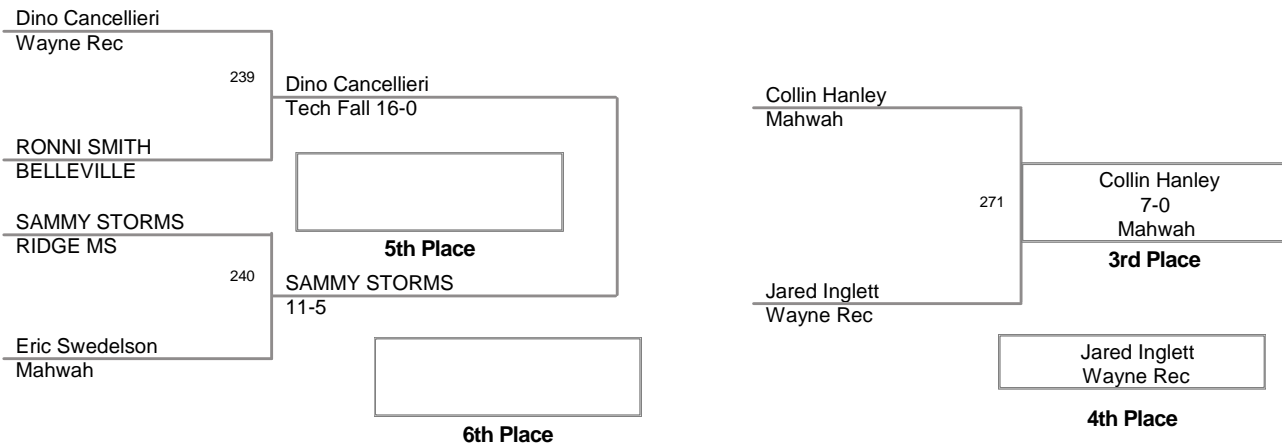 Dino Cancellieri
Wayne Rec
239
Dino Cancellieri
Tech Fall 16-0
RONNI SMITH
BELLEVILLE
SAMMY STORMS
RIDGE MS
5th Place
240
SAMMY STORMS
11-5
Eric Swedelson
Mahwah
6th Place
Collin Hanley
Mahwah
271
Collin Hanley
7-0
Mahwah
3rd Place
Jared Inglett
Wayne Rec
Jared Inglett
Wayne Rec
4th Place